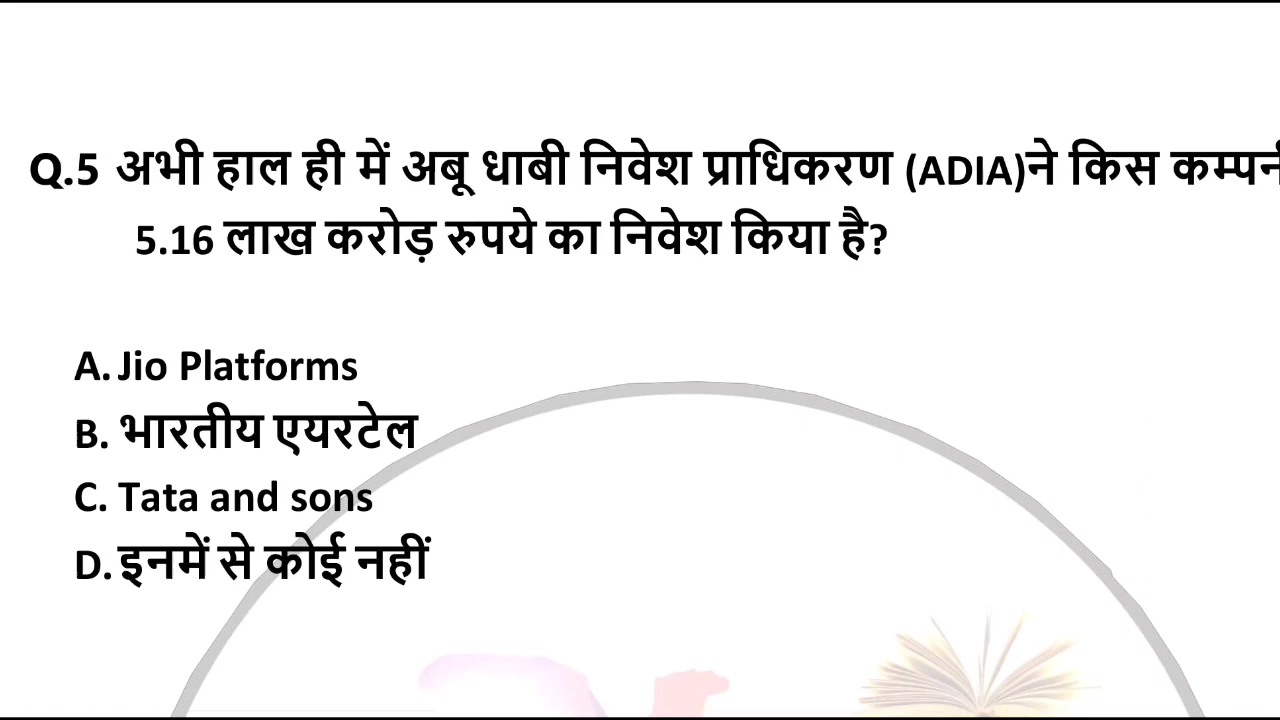 Q.5 अभी हाल ही में अबू धाबी निवेश प्राधिकरण (ADIA)ने किस
5.16 लाख करोड़ रुपये का निवेश किया है?
A. Jio Platforms
B. भारतीय एयरटेल
C. Tata and sons
D. इनमें से कोई नहीं